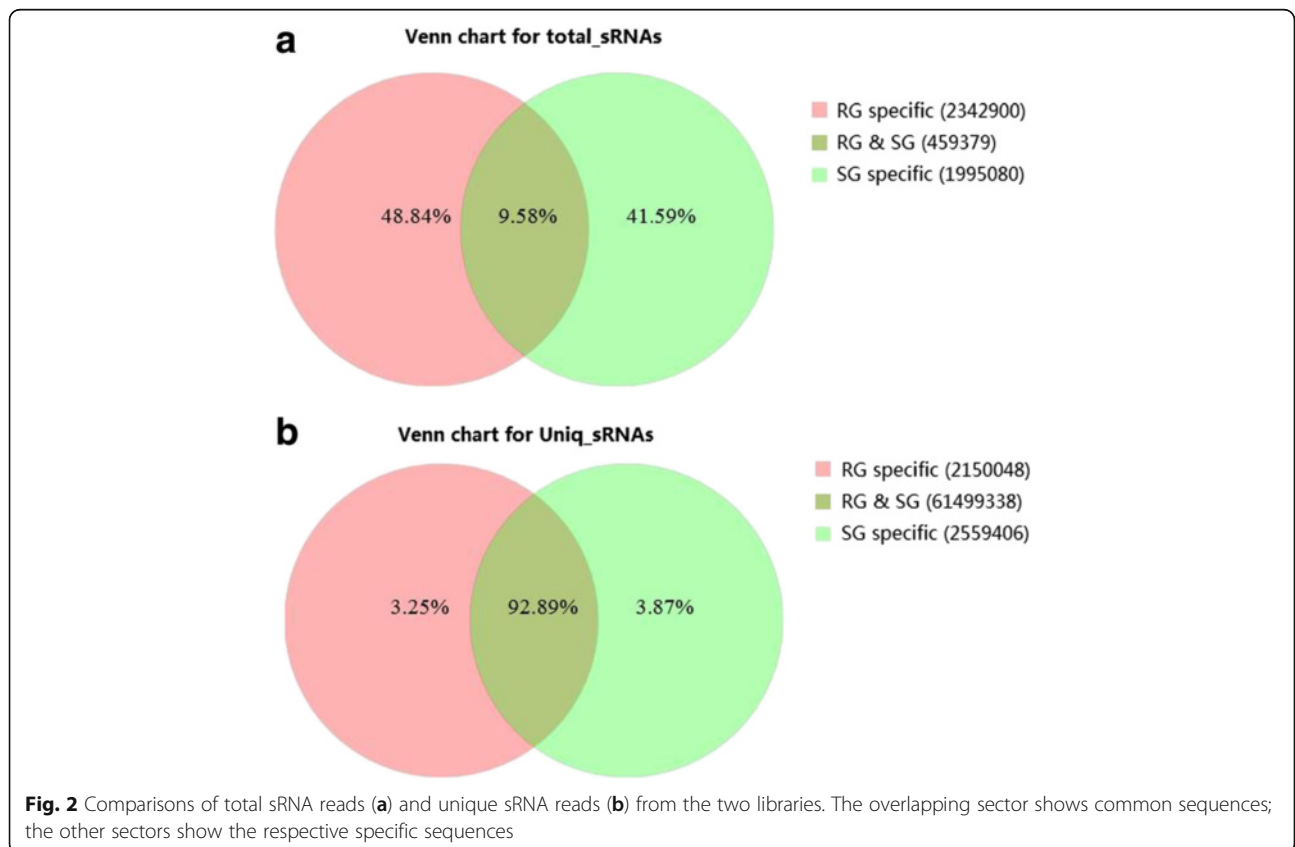 a
Venn chart for total_sRNAs
48.84%
9.58%
41.59%
RG specific (2342900)
RG & SG (459379)
SG specific (1995080)
b
Venn chart for Uniq_sRNAs
3.25%
92.89%
3.87%
RG specific (2150048)
RG & SG (61499338)
SG specific (2559406)
Fig. 2 Comparisons of total sRNA reads (a) and unique sRNA reads (b) from the two libraries. The overlapping sector shows common sequences;
the other sectors show the respective specific sequences